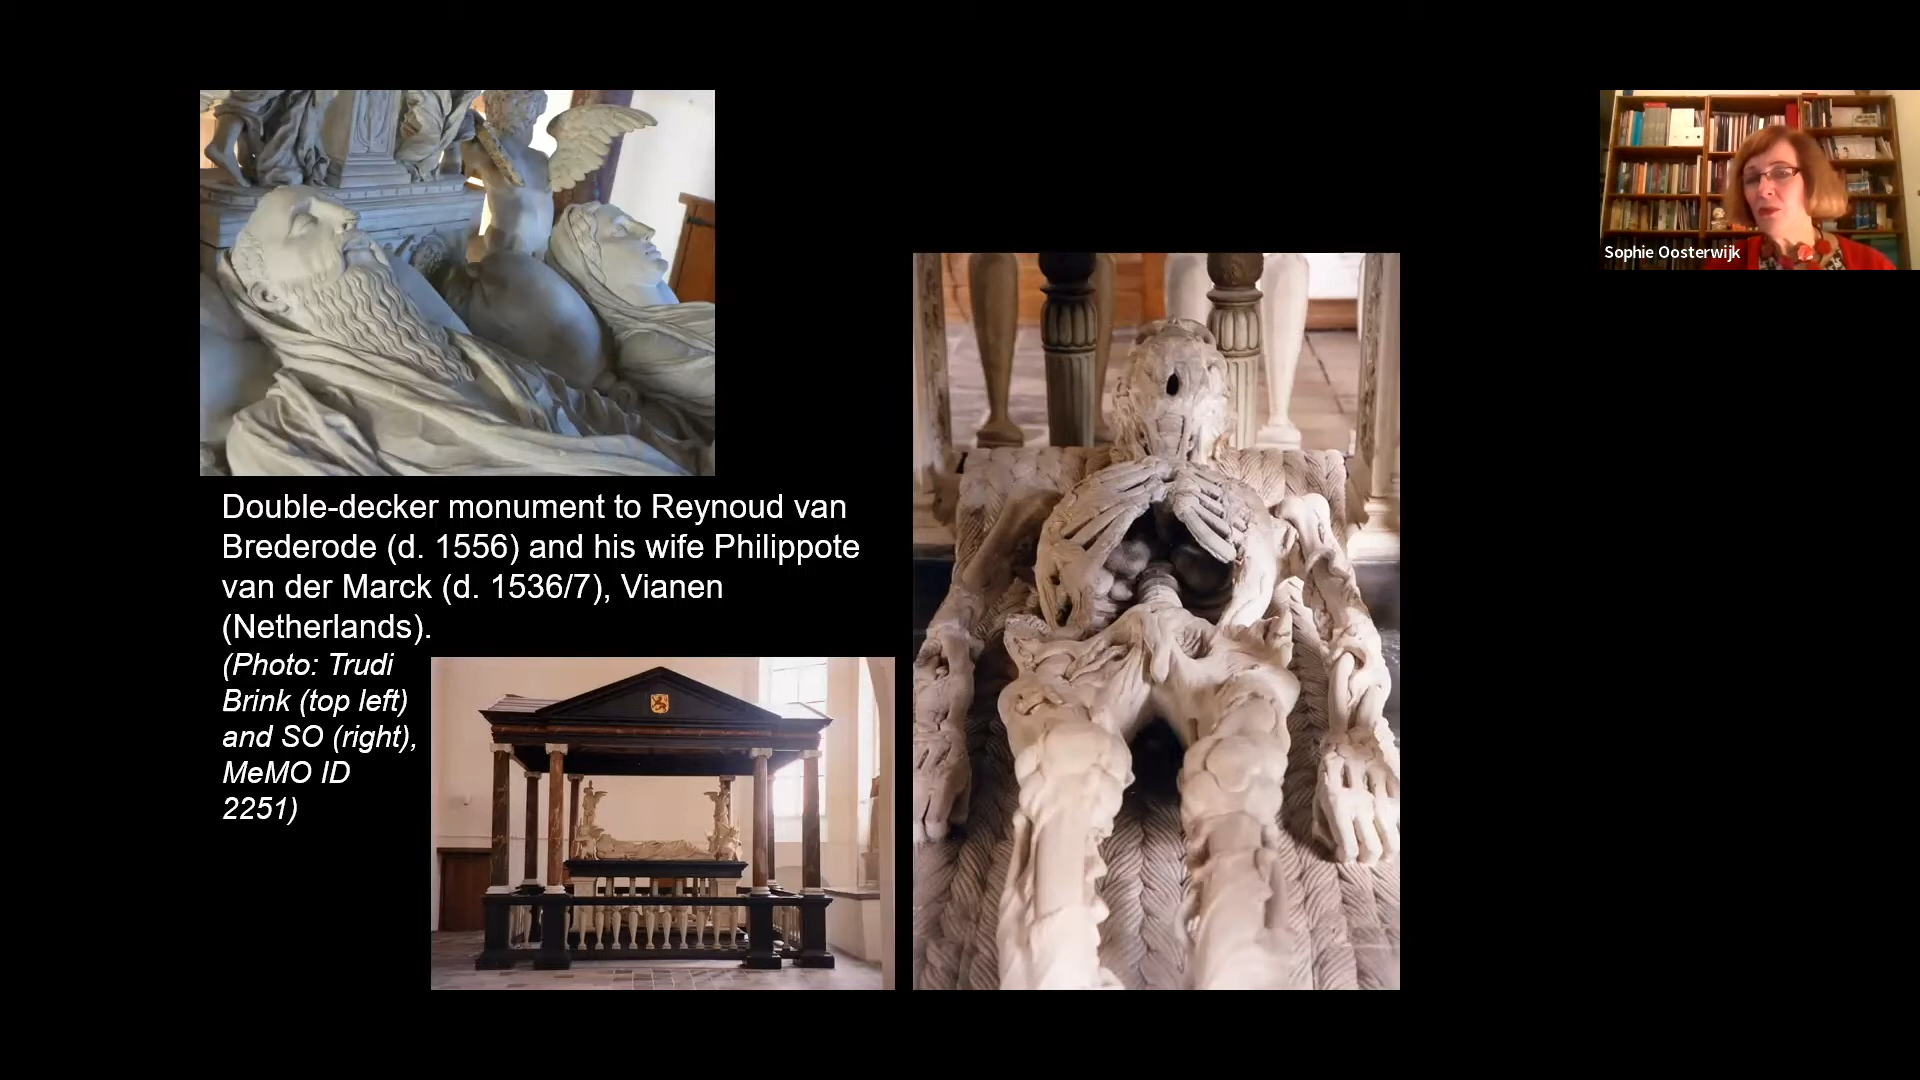 Sophie Oosterwijk
Double-decker monument to Reynoud van
Brederode (d. 1556) and his wife Philippote
van der Marck (d. 1536/7), Vianen
(Netherlands).
(Photo: Trudi
Brink (top left)
and SO (right),
MeMO ID
2251)